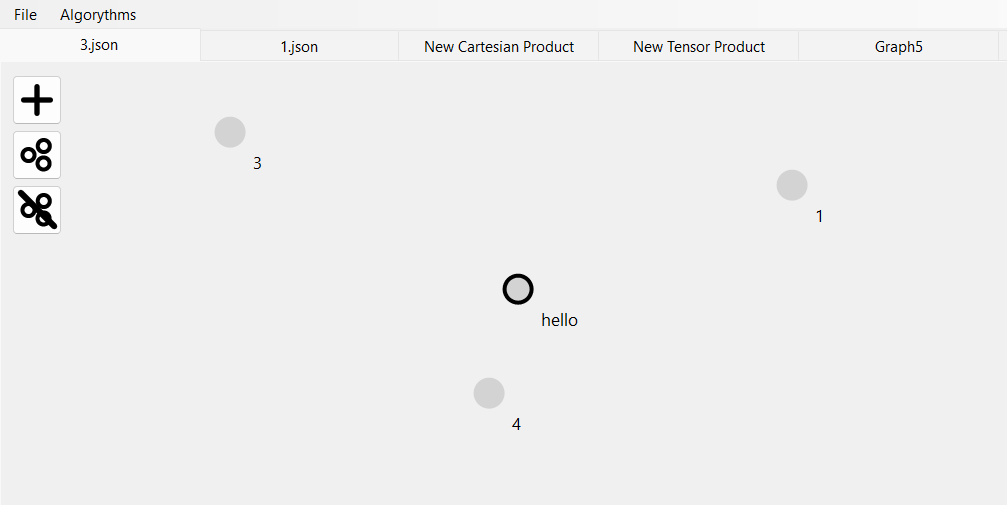 File Algorythms
3.json 1.json New Cartesian Product New Tensor Product Graph5
3
1
hello
4